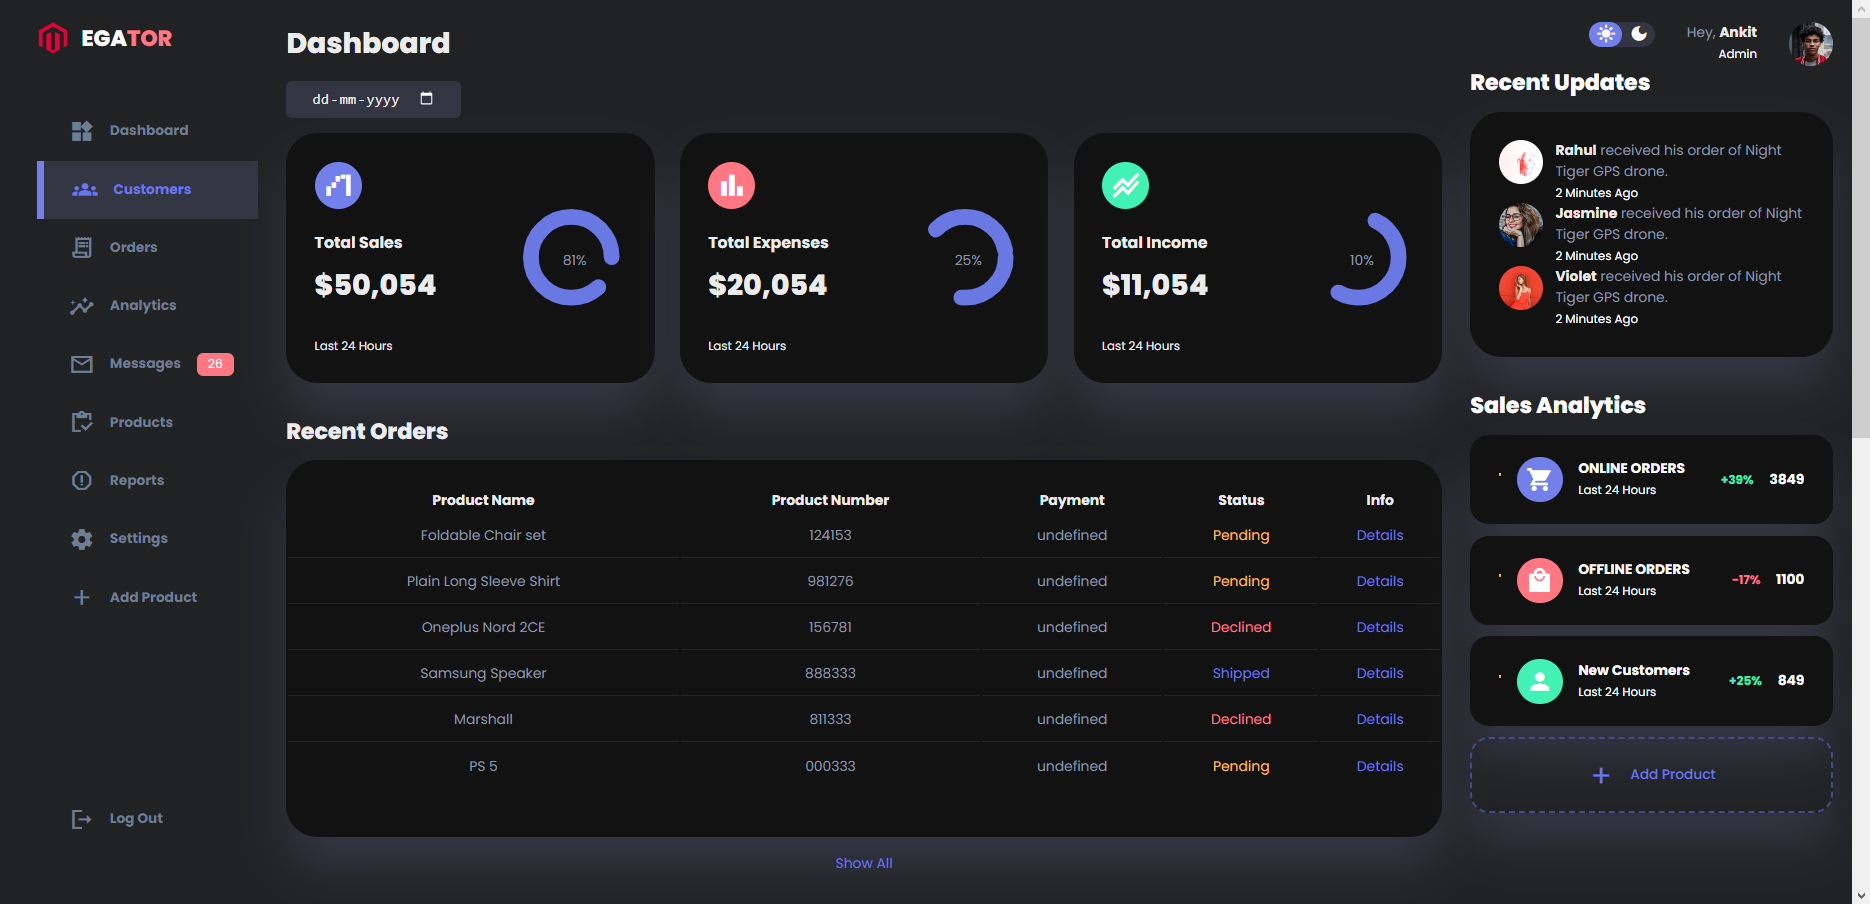 EGATOR
Dashboard
Customers
Orders
Analytics
Messages 26
Products
Reports
Settings
Add Product
Log Out
Dashboard
dd-mm-yyyy
Total Sales
$50,054
81%
Last 24 Hours
Total Expenses
$20,054
25%
Last 24 Hours
Total Income
$11,054
10%
Last 24 Hours
Recent Orders
Product Name Product Number Payment Status Info
Foldable Chair set 124153 undefined Pending Details
Plain Long Sleeve Shirt 981276 undefined Pending Details
Oneplus Nord 2CE 156781 undefined Declined Details
Samsung Speaker 888333 undefined Shipped Details
Marshall 811333 undefined Declined Details
PS 5 000333 undefined Pending Details
Show All
Hey, Ankit
Admin
Recent Updates
Rahul received his order of Night
Tiger GPS drone.
2 Minutes Ago
Jasmine received his order of Night
Tiger GPS drone.
2 Minutes Ago
Violet received his order of Night
Tiger GPS drone.
2 Minutes Ago
Sales Analytics
ONLINE ORDERS
Last 24 Hours
+39% 3849
OFFLINE ORDERS
Last 24 Hours
-17% 1100
New Customers
Last 24 Hours
+25% 849
Add Product